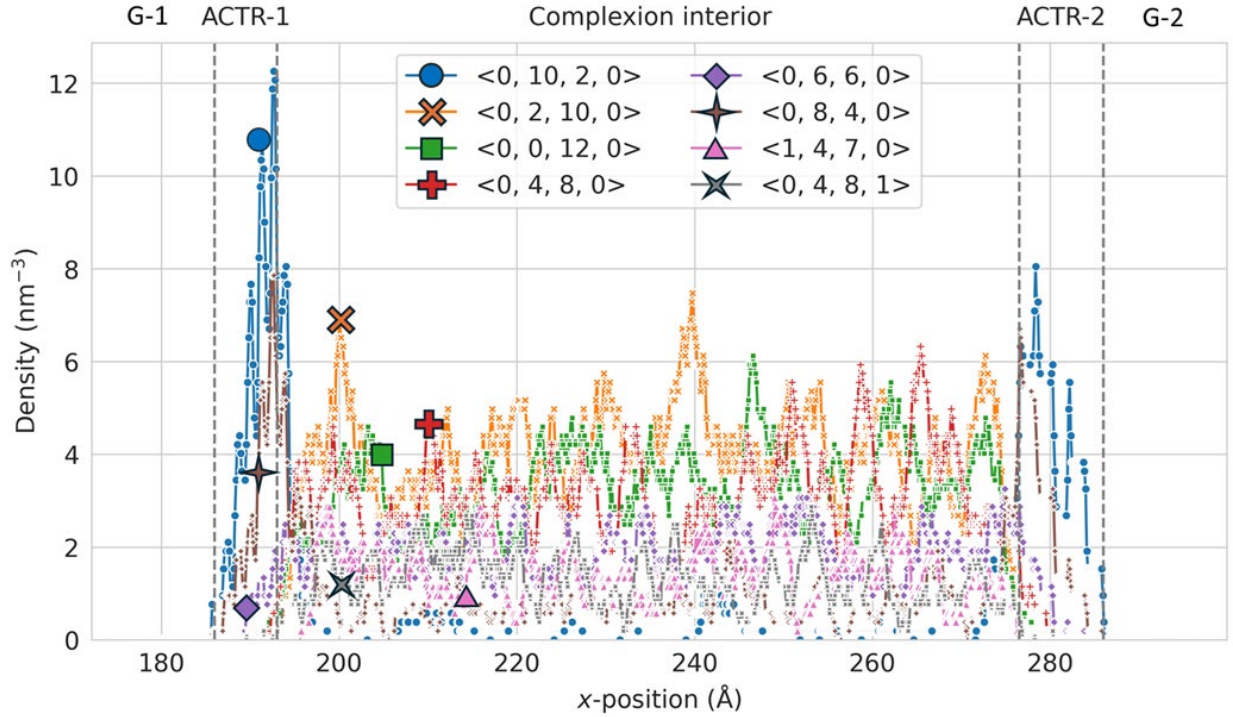 G-1 ACTR-1 Complexion interior ACTR-2 G-2
<0, 10, 2, 0> <0, 6, 6, 0>
<0, 2, 10, 0> <0, 8, 4, 0>
<0, 0, 12, 0> <1, 4, 7, 0>
<0, 4, 8, 0> <0, 4, 8, 1>
12
10
8
6
4
2
0
Density (nm⁻³)
180 200 220 240 260 280
x-position (Å)